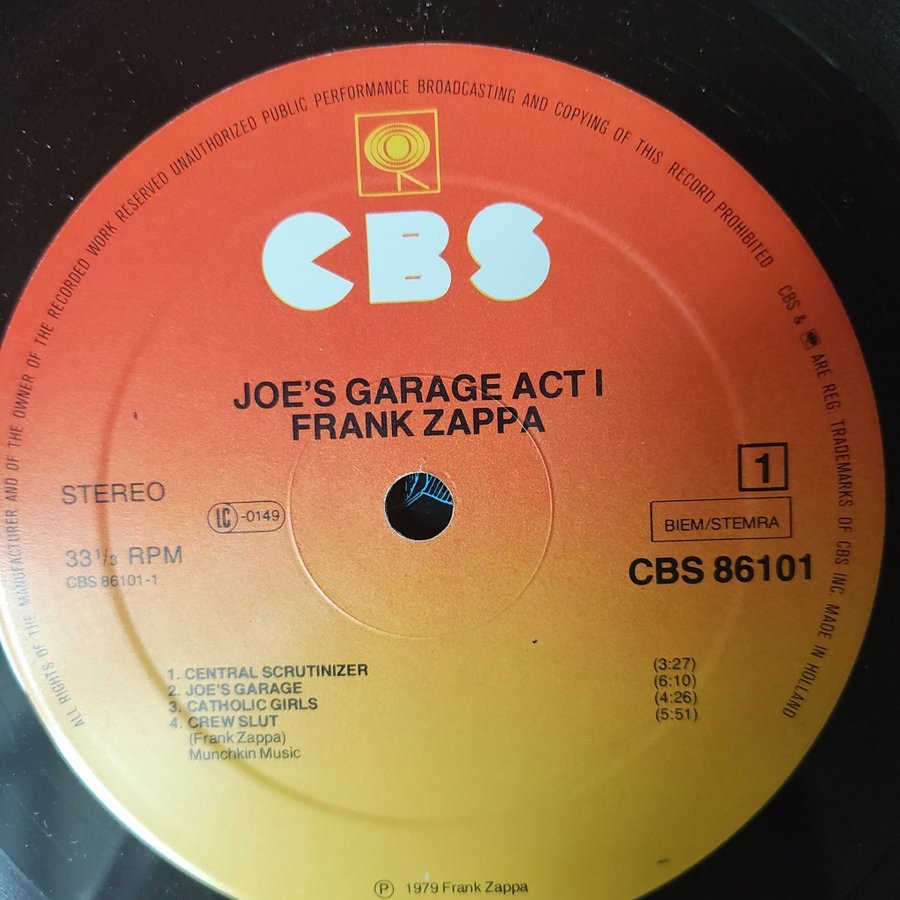 ALL RIGHTS OF THE MANUFACTURER AND OF THE OWNER OF THE RECORDED WORK RESERVED UNAUTHORIZED PUBLIC PERFORMANCE BROADCASTING AND COPYING OF THIS RECORD PROHIBITED
CBS & ARE REG. TRADEMARKS OF CBS INC. MADE IN HOLLAND
CBS
JOE'S GARAGE ACT I
FRANK ZAPPA
STEREO
LC-0149
33 1/3 RPM
CBS 86101-1
1
BIEM/STEMRA
CBS 86101
1. CENTRAL SCRUTINIZER (3:27)
2. JOE'S GARAGE (6:10)
3. CATHOLIC GIRLS (4:26)
4. CREW SLUT (5:51)
(Frank Zappa)
Munchkin Music
Ⓟ 1979 Frank Zappa